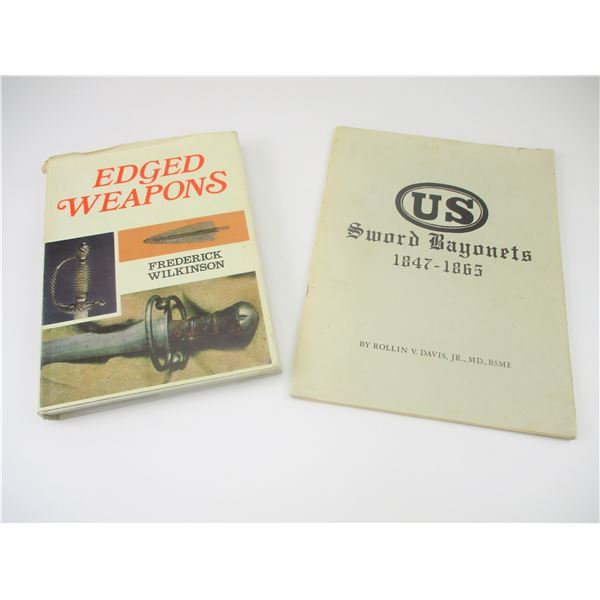 EDGED
WEAPONS
FREDERICK
WILKINSON
US
Sword Bayonets
1847-1865
BY ROLLIN V. DAVIS, JR., MD., BSME